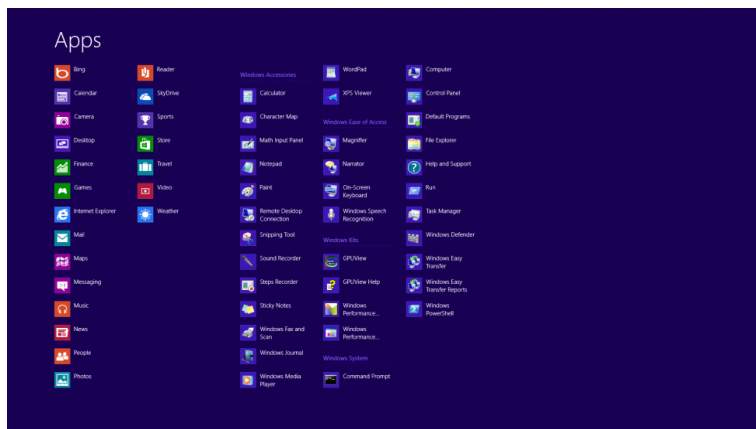 Apps
Bing
Calendar
Camera
Desktop
Finance
Games
Internet Explorer
Mail
Maps
Messaging
Music
News
People
Photos
Reader
SkyDrive
Sports
Store
Travel
Video
Weather
Windows Accessories
Calculator
Character Map
Math Input Panel
Notepad
Paint
Remote Desktop
Connection
Snipping Tool
Sound Recorder
Steps Recorder
Sticky Notes
Windows Fax and
Scan
Windows Journal
Windows Media
Player
WordPad
XPS Viewer
Windows Ease of Access
Magnifier
Narrator
On-Screen
Keyboard
Windows Speech
Recognition
Windows Kits
GPUView
GPUView Help
Windows
Performance...
Windows
Performance...
Windows System
Command Prompt
Computer
Control Panel
Default Programs
File Explorer
Help and Support
Run
Task Manager
Windows Defender
Windows Easy
Transfer
Windows Easy
Transfer Reports
Windows
PowerShell